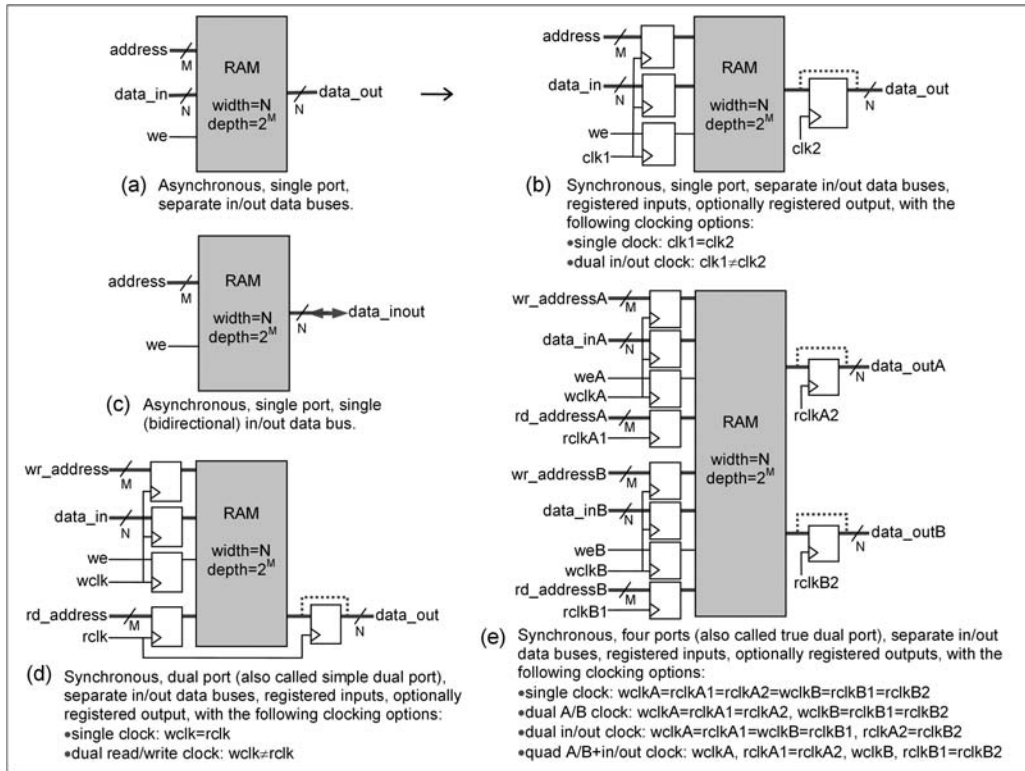 address
M
data_in
N
we
RAM
width=N
depth=2^M
N
data_out
(a) Asynchronous, single port,
separate in/out data buses.
address
M
data_in
N
we
clk1
RAM
width=N
depth=2^M
clk2
N
data_out
(b) Synchronous, single port, separate in/out data buses,
registered inputs, optionally registered output, with the
following clocking options:
•single clock: clk1=clk2
•dual in/out clock: clk1≠clk2
address
M
we
RAM
width=N
depth=2^M
N
data_inout
(c) Asynchronous, single port, single
(bidirectional) in/out data bus.
wr_address
M
data_in
N
we
wclk
rd_address
M
rclk
RAM
width=N
depth=2^M
N
data_out
(d) Synchronous, dual port (also called simple dual port),
separate in/out data buses, registered inputs, optionally
registered output, with the following clocking options:
•single clock: wclk=rclk
•dual read/write clock: wclk≠rclk
wr_addressA
M
data_inA
N
weA
wclkA
rd_addressA
M
rclkA1
wr_addressB
M
data_inB
N
weB
wclkB
rd_addressB
M
rclkB1
RAM
width=N
depth=2^M
N
data_outA
rclkA2
N
data_outB
rclkB2
(e) Synchronous, four ports (also called true dual port), separate in/out
data buses, registered inputs, optionally registered outputs, with the
following clocking options:
•single clock: wclkA=rclkA1=rclkA2=wclkB=rclkB1=rclkB2
•dual A/B clock: wclkA=rclkA1=rclkA2, wclkB=rclkB1=rclkB2
•dual in/out clock: wclkA=rclkA1=wclkB=rclkB1, rclkA2=rclkB2
•quad A/B+in/out clock: wclkA, rclkA1=rclkA2, wclkB, rclkB1=rclkB2